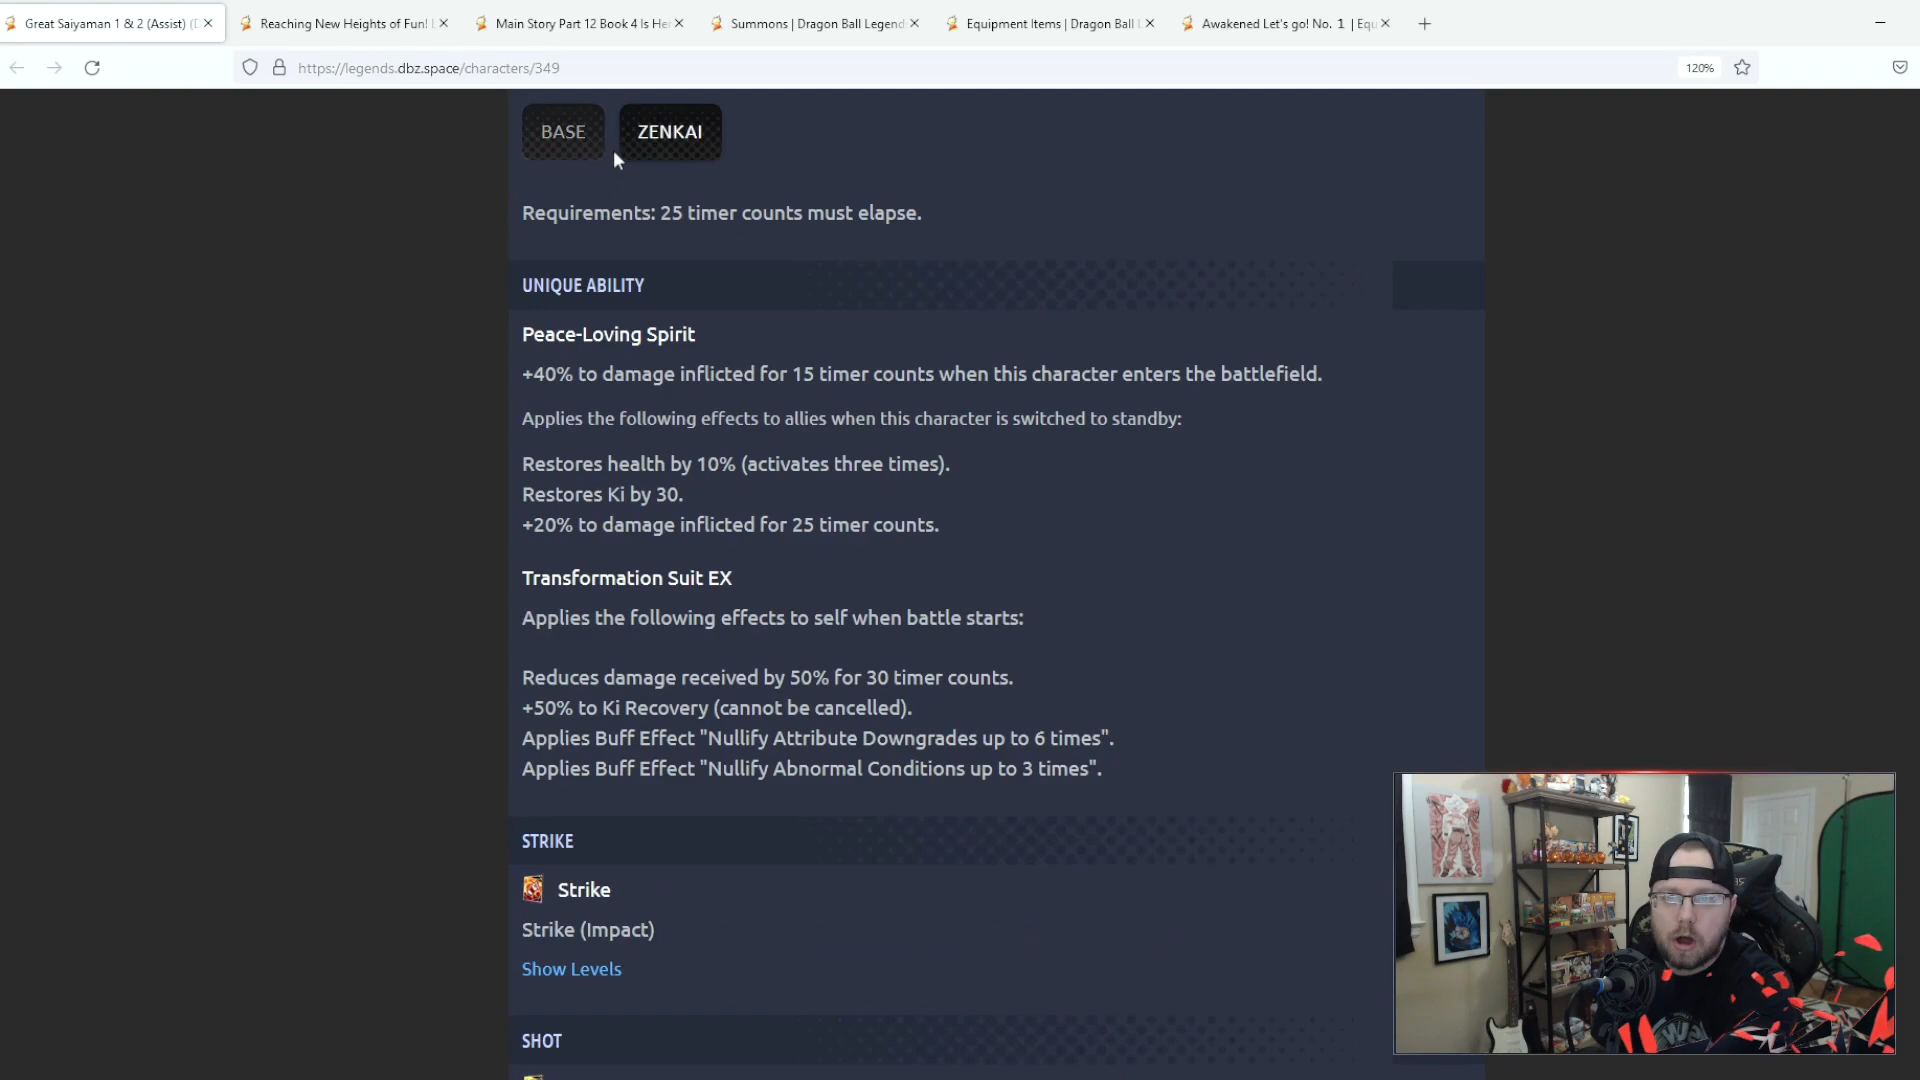 Great Saiyaman 1 & 2 (Assist) (D
Reaching New Heights of Fun! 
Main Story Part 12 Book 4 Is He
Summons | Dragon Ball Legend
Equipment Items | Dragon Ball L
Awakened Let's go! No. 1 | Equ
https://legends.dbz.space/characters/349
120%
BASE
ZENKAI
Requirements: 25 timer counts must elapse.
UNIQUE ABILITY
Peace-Loving Spirit
+40% to damage inflicted for 15 timer counts when this character enters the battlefield.
Applies the following effects to allies when this character is switched to standby:
Restores health by 10% (activates three times).
Restores Ki by 30.
+20% to damage inflicted for 25 timer counts.
Transformation Suit EX
Applies the following effects to self when battle starts:
Reduces damage received by 50% for 30 timer counts.
+50% to Ki Recovery (cannot be cancelled).
Applies Buff Effect "Nullify Attribute Downgrades up to 6 times".
Applies Buff Effect "Nullify Abnormal Conditions up to 3 times".
STRIKE
Strike
Strike (Impact)
Show Levels
SHOT